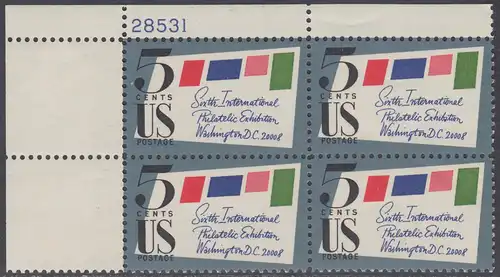 28531
5
CENTS
US
POSTAGE
Sixth International
Philatelic Exhibition
Washington D.C. 20008
5
CENTS
US
POSTAGE
Sixth International
Philatelic Exhibition
Washington D.C. 20008
5
CENTS
US
POSTAGE
Sixth International
Philatelic Exhibition
Washington D.C. 20008
5
CENTS
US
POSTAGE
Sixth International
Philatelic Exhibition
Washington D.C. 20008